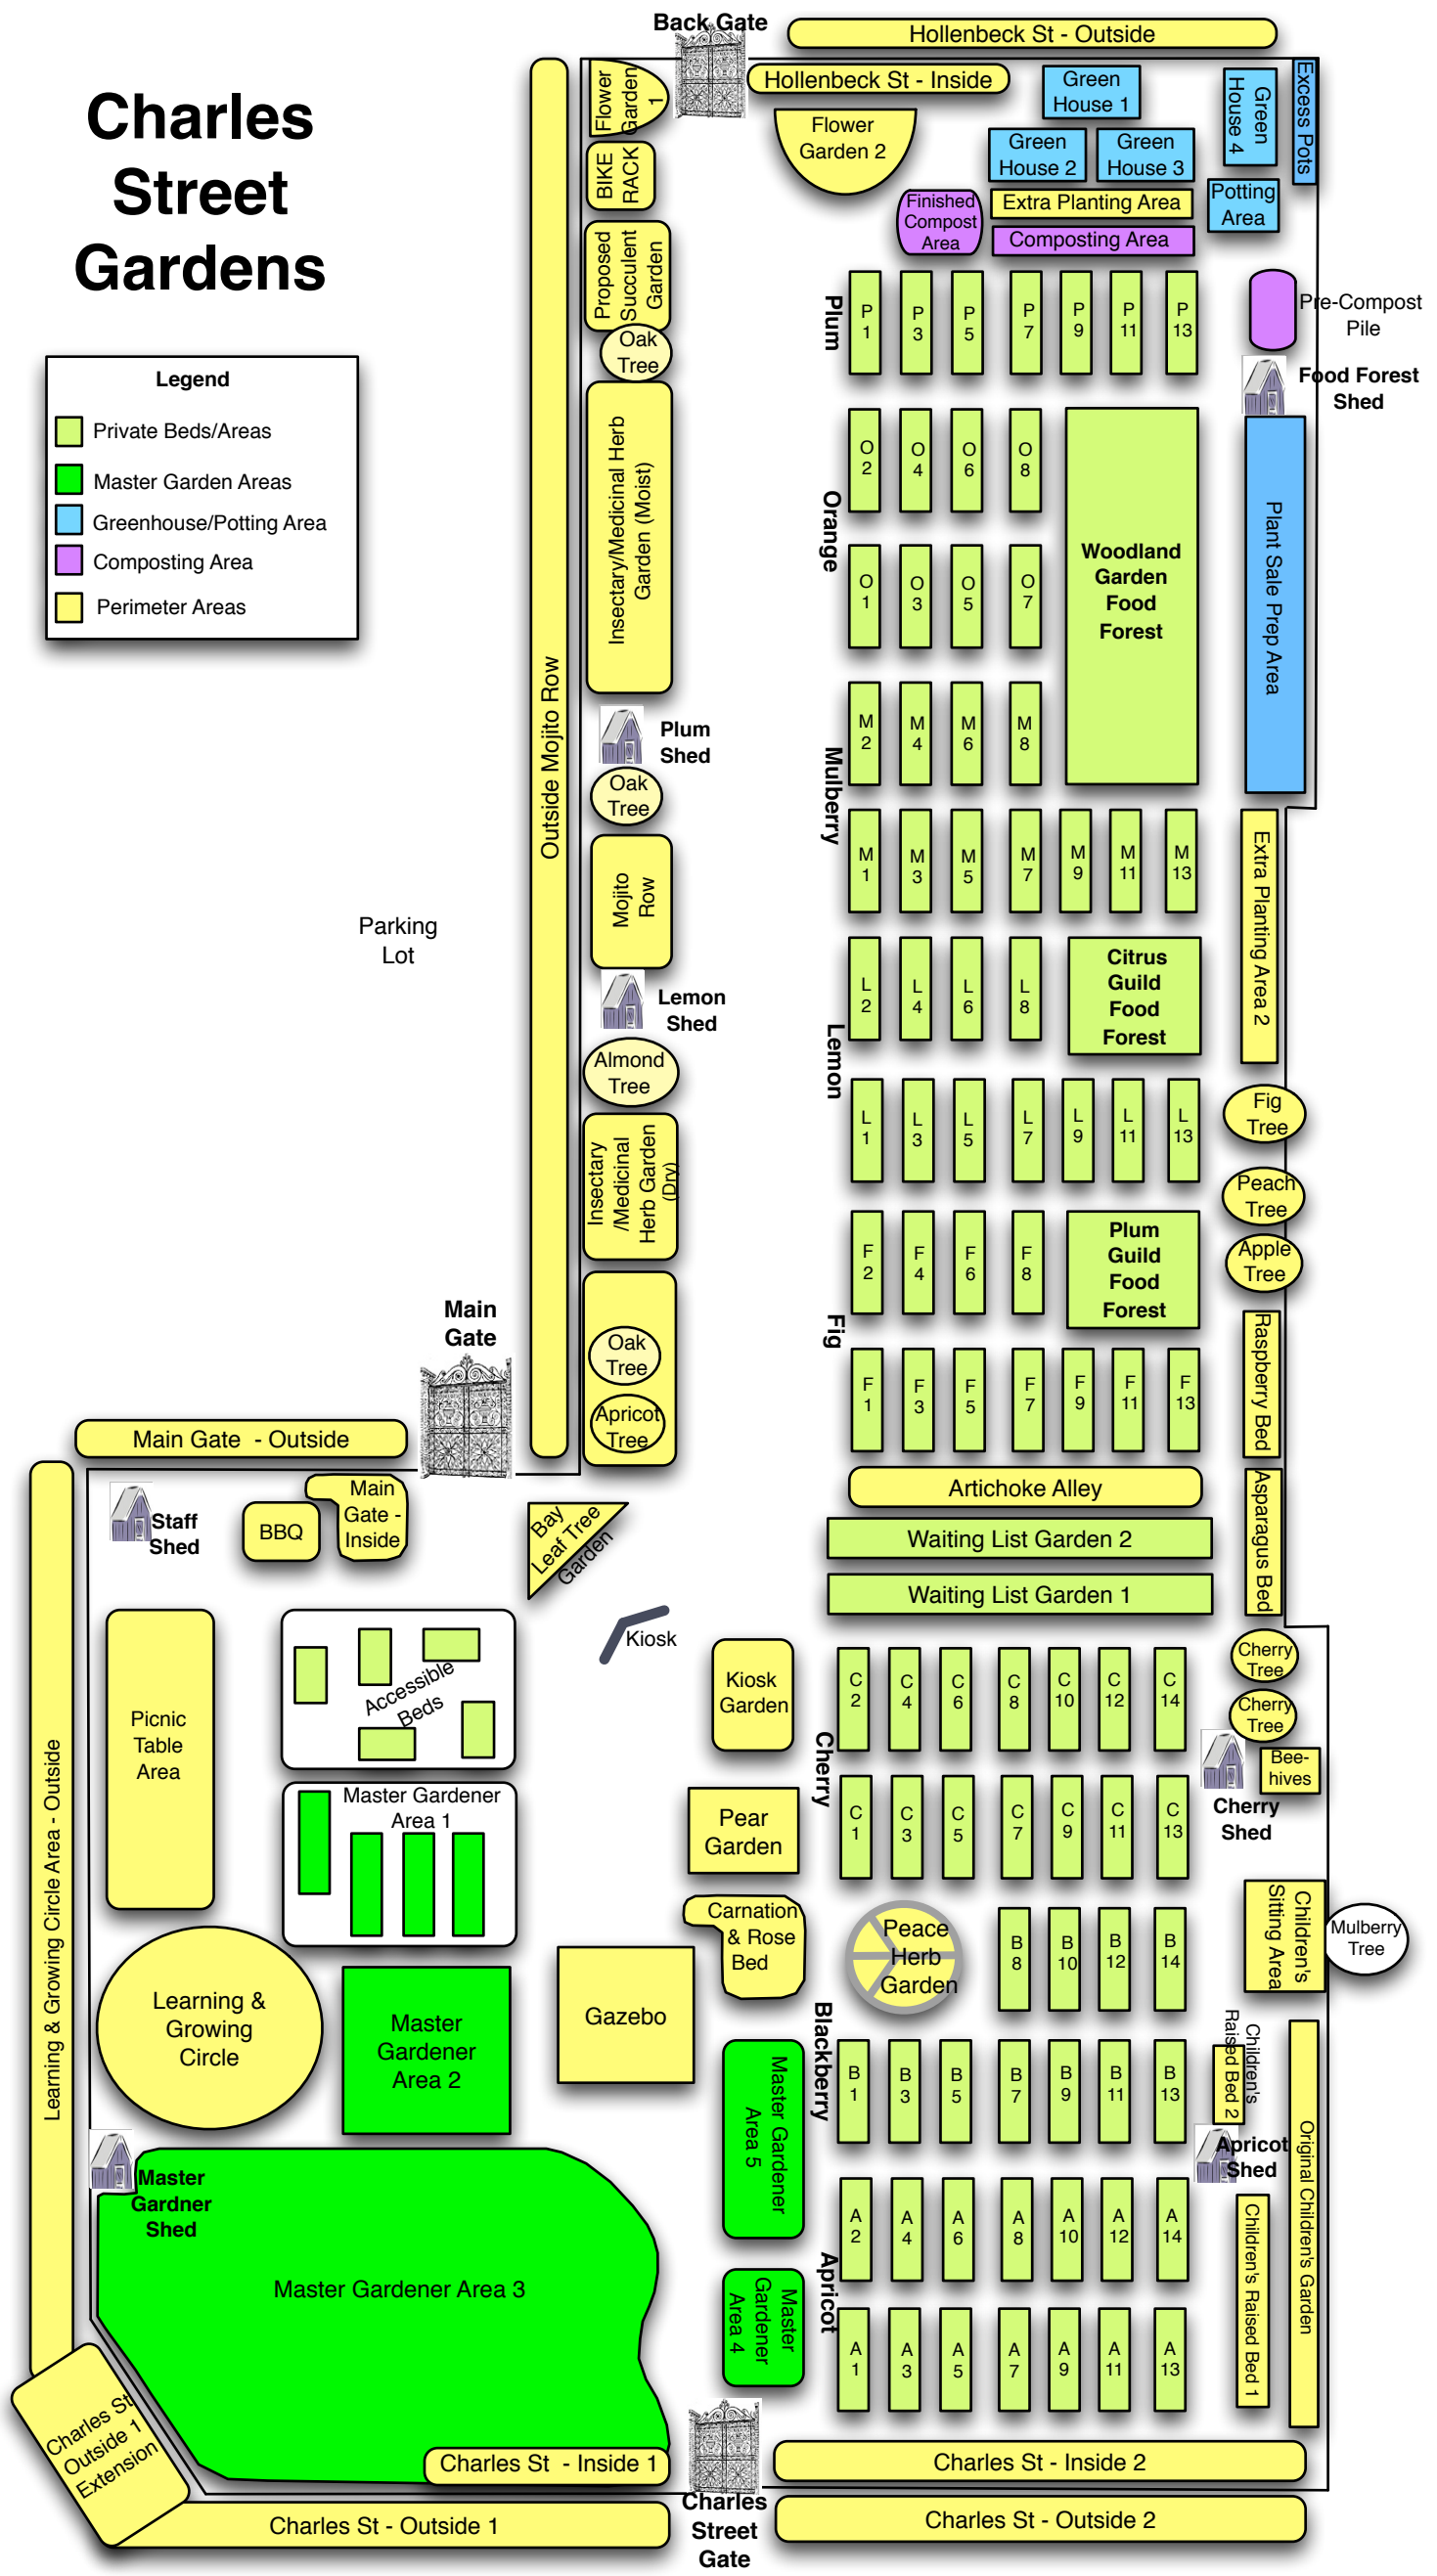 Charles
Street
Gardens
Legend
Private Beds/Areas
Master Garden Areas
Greenhouse/Potting Area
Composting Area
Perimeter Areas
Back Gate
Hollenbeck St - Outside
Hollenbeck St - Inside
Flower
Garden
1
Flower
Garden 2
Green
House 1
Green
House 2
Green
House 3
Green
House 4
Excess Pots
BIKE
RACK
Finished
Compost
Area
Extra Planting Area
Composting Area
Potting
Area
Proposed
Succulent
Garden
Oak
Tree
Plum
P
1
P
3
P
5
P
7
P
9
P
11
P
13
Pre-Compost
Pile
Food Forest
Shed
Insectary/Medicinal Herb
Garden (Moist)
Outside Mojito Row
Orange
O
2
O
4
O
6
O
8
O
1
O
3
O
5
O
7
Woodland
Garden
Food
Forest
Plant Sale Prep Area
Plum
Shed
Oak
Tree
Mulberry
M
2
M
4
M
6
M
8
M
1
M
3
M
5
M
7
M
9
M
11
M
13
Extra Planting Area 2
Mojito
Row
Parking
Lot
Lemon
Shed
Almond
Tree
Lemon
L
2
L
4
L
6
L
8
Citrus
Guild
Food
Forest
L
1
L
3
L
5
L
7
L
9
L
11
L
13
Fig
Tree
Peach
Tree
Apple
Tree
Insectary
/Medicinal
Herb Garden
(Dry)
Fig
F
2
F
4
F
6
F
8
Plum
Guild
Food
Forest
F
1
F
3
F
5
F
7
F
9
F
11
F
13
Raspberry Bed
Oak
Tree
Apricot
Tree
Main
Gate
Main Gate  - Outside
Artichoke Alley
Waiting List Garden 2
Waiting List Garden 1
Asparagus Bed
Staff
Shed
BBQ
Main
Gate -
Inside
Bay
Leaf Tree
Garden
Kiosk
Kiosk
Garden
Picnic
Table
Area
Accessible
Beds
Learning & Growing Circle Area - Outside
Master Gardener
Area 1
Cherry
C
2
C
4
C
6
C
8
C
10
C
12
C
14
Cherry
Tree
Cherry
Tree
Bee-
hives
Cherry
Shed
C
1
C
3
C
5
C
7
C
9
C
11
C
13
Pear
Garden
Carnation
& Rose
Bed
Peace
Herb
Garden
B
8
B
10
B
12
B
14
Children's
Sitting Area
Mulberry
Tree
Learning &
Growing
Circle
Master
Gardener
Area 2
Gazebo
Blackberry
Master Gardener
Area 5
B
1
B
3
B
5
B
7
B
9
B
11
B
13
Children's
Raised Bed 2
Apricot
Shed
Original Children's Garden
Master
Gardner
Shed
Master Gardener Area 3
Master
Gardener
Area 4
Apricot
A
2
A
4
A
6
A
8
A
10
A
12
A
14
A
1
A
3
A
5
A
7
A
9
A
11
A
13
Children's Raised Bed 1
Charles St
Outside 1
Extension
Charles St  - Inside 1
Charles St - Inside 2
Charles St - Outside 1
Charles
Street
Gate
Charles St - Outside 2